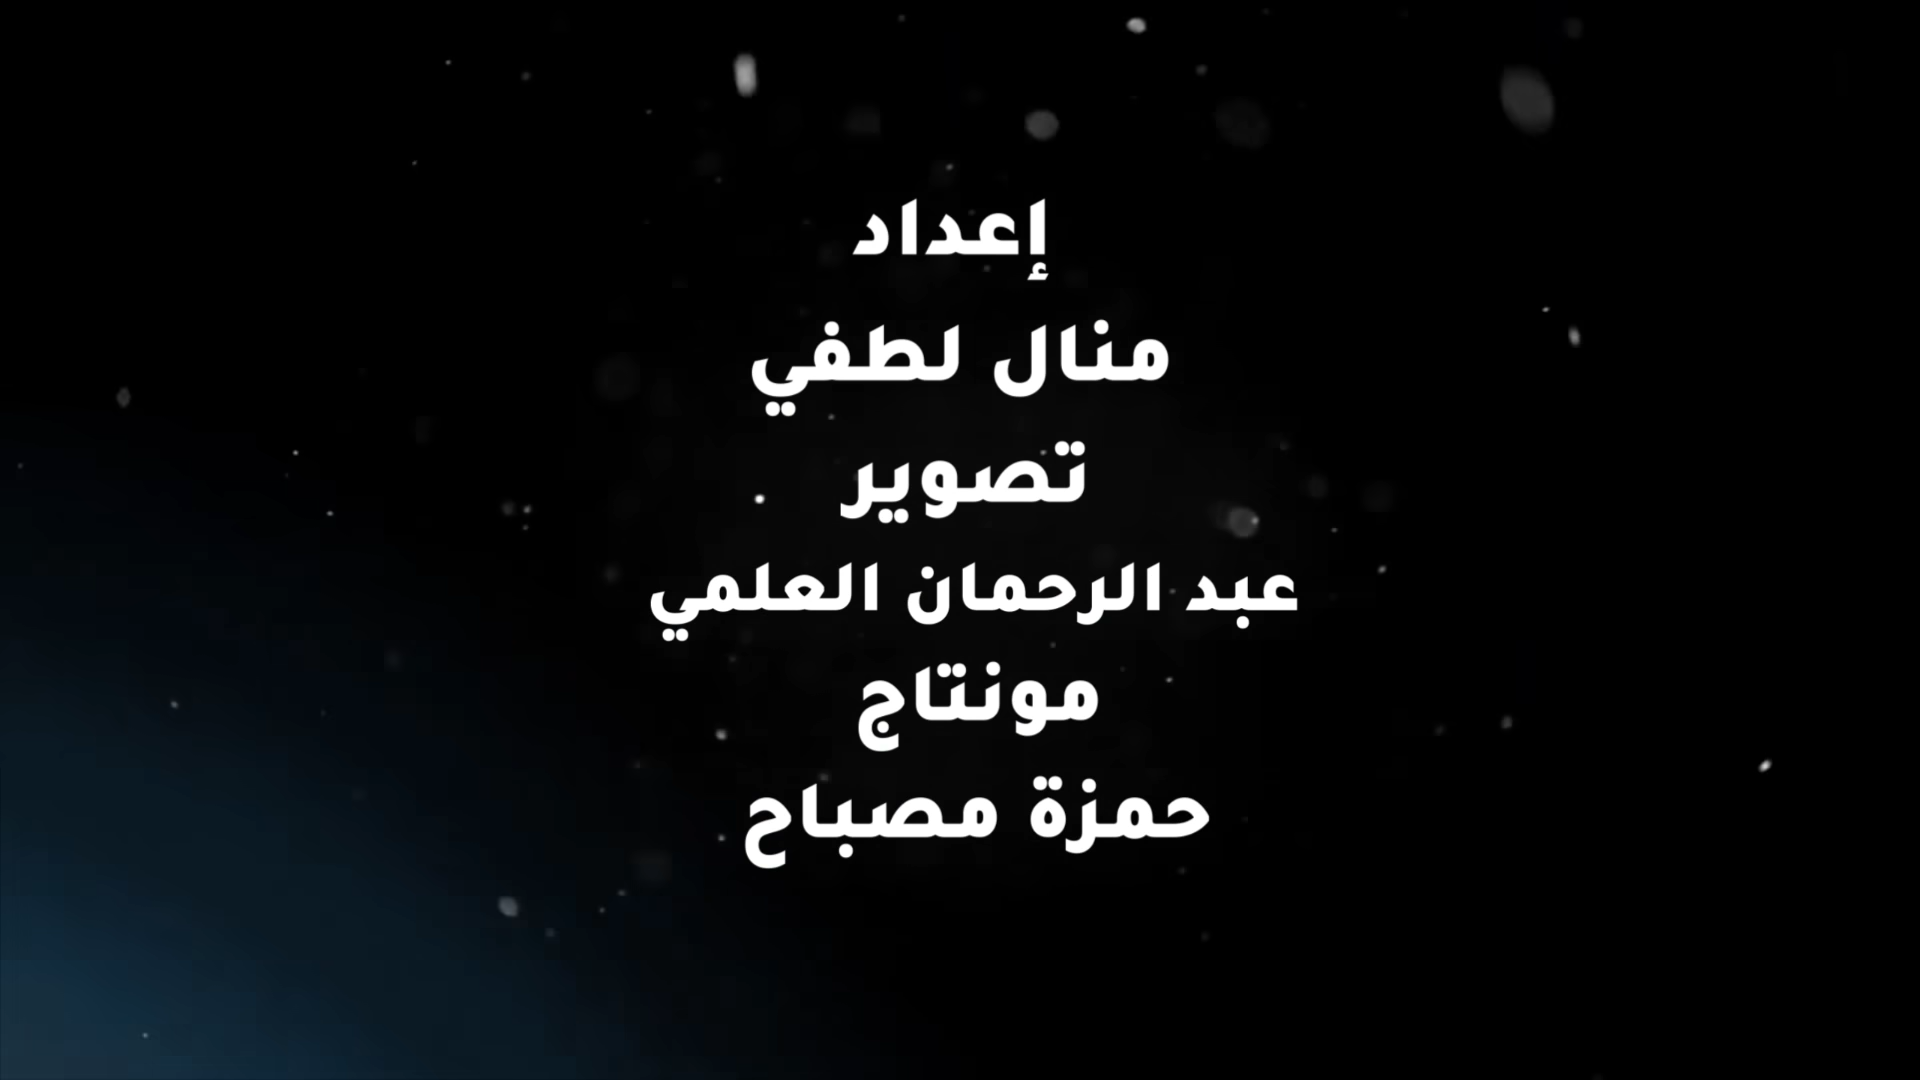 إعداد
منال لطفي
تصوير
عبد الرحمان العلمي
مونتاج
حمزة مصباح